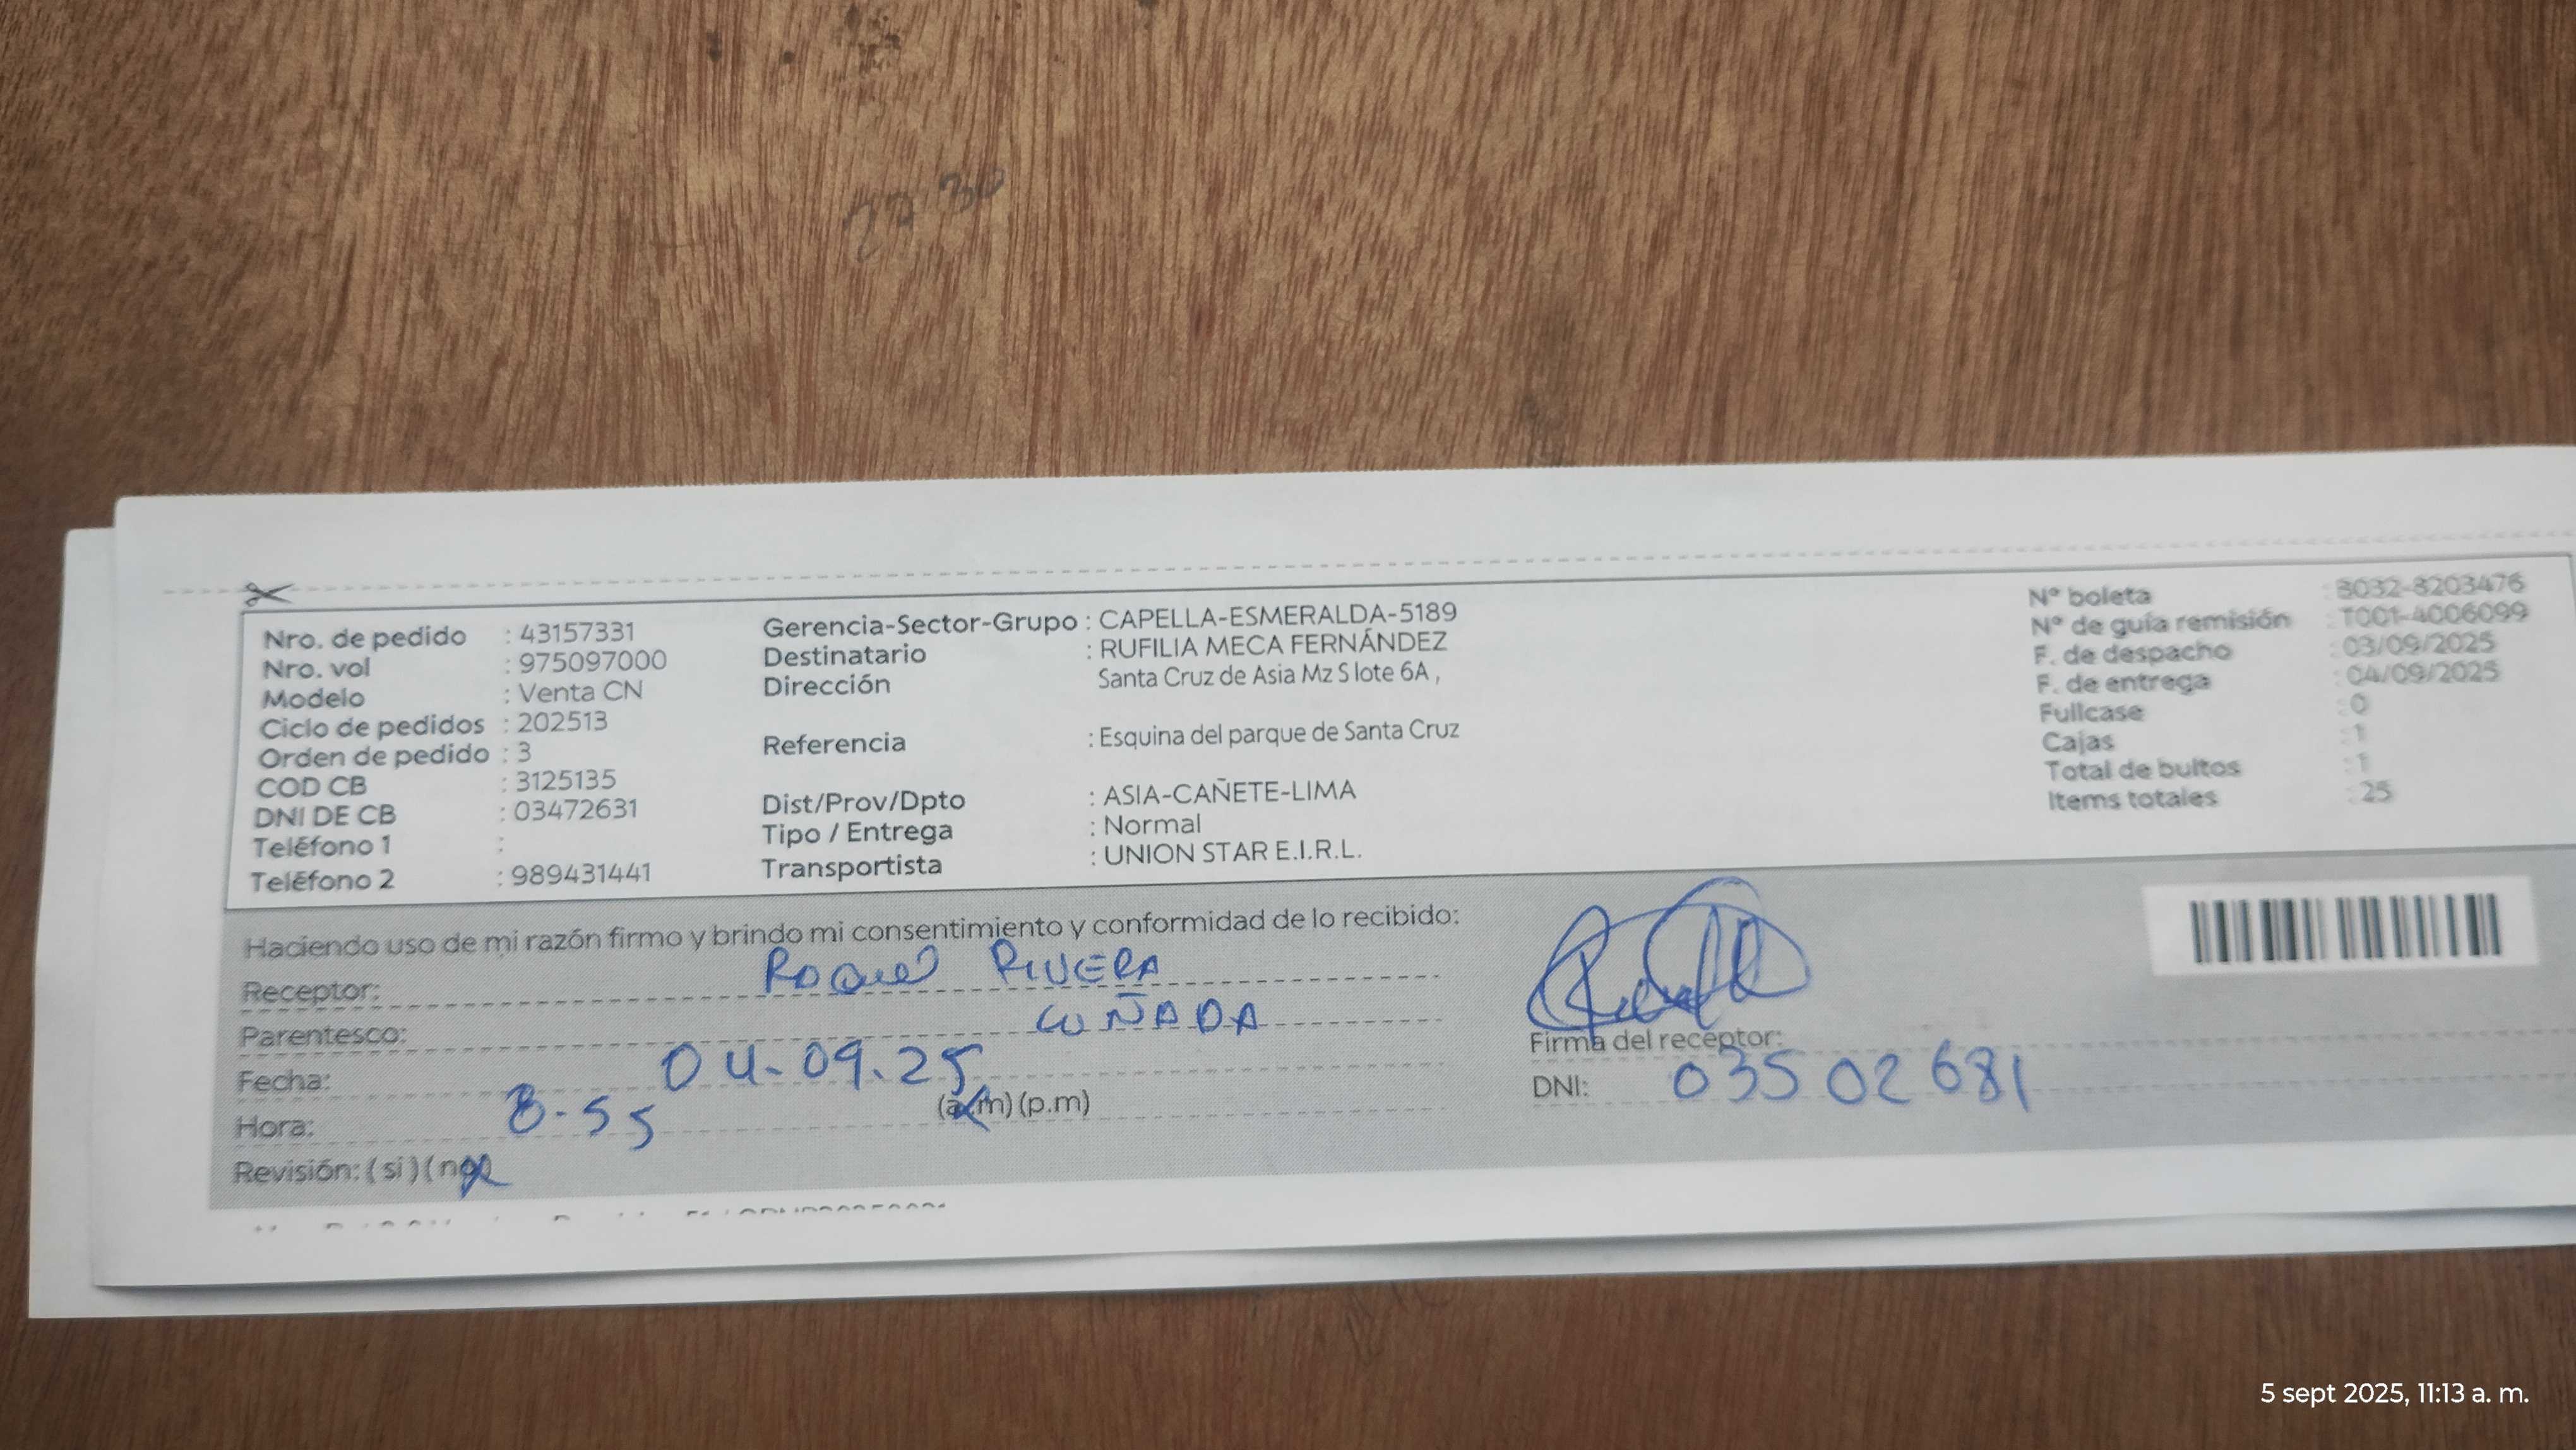 Nro. de pedido : 43157331
Nro. vol : 975097000
Modelo : Venta CN
Ciclo de pedidos : 202513
Orden de pedido : 3
COD CB : 3125135
DNI DE CB : 03472631
Teléfono 1 :
Teléfono 2 : 989431441
Gerencia-Sector-Grupo : CAPELLA-ESMERALDA-5189
Destinatario : RUFILIA MECA FERNÁNDEZ
Dirección Santa Cruz de Asia Mz S lote 6A ,
Referencia : Esquina del parque de Santa Cruz
Dist/Prov/Dpto : ASIA-CAÑETE-LIMA
Tipo / Entrega : Normal
Transportista : UNION STAR E.I.R.L.
Nº boleta : B032-8203476
Nº de guía remisión : T001-4006099
F. de despacho : 03/09/2025
F. de entrega : 04/09/2025
Fullcase : 0
Cajas : 1
Total de bultos : 1
Items totales : 25
Haciendo uso de mi razón firmo y brindo mi consentimiento y conformidad de lo recibido:
Receptor: RAQuel RIVERA
Parentesco: CUÑADA
Fecha: 04-09.25
Hora: 8-55 (a.m) (p.m)
Revisión: (si) (no)
Firma del receptor:
DNI: 03502681
5 sept 2025, 11:13 a. m.